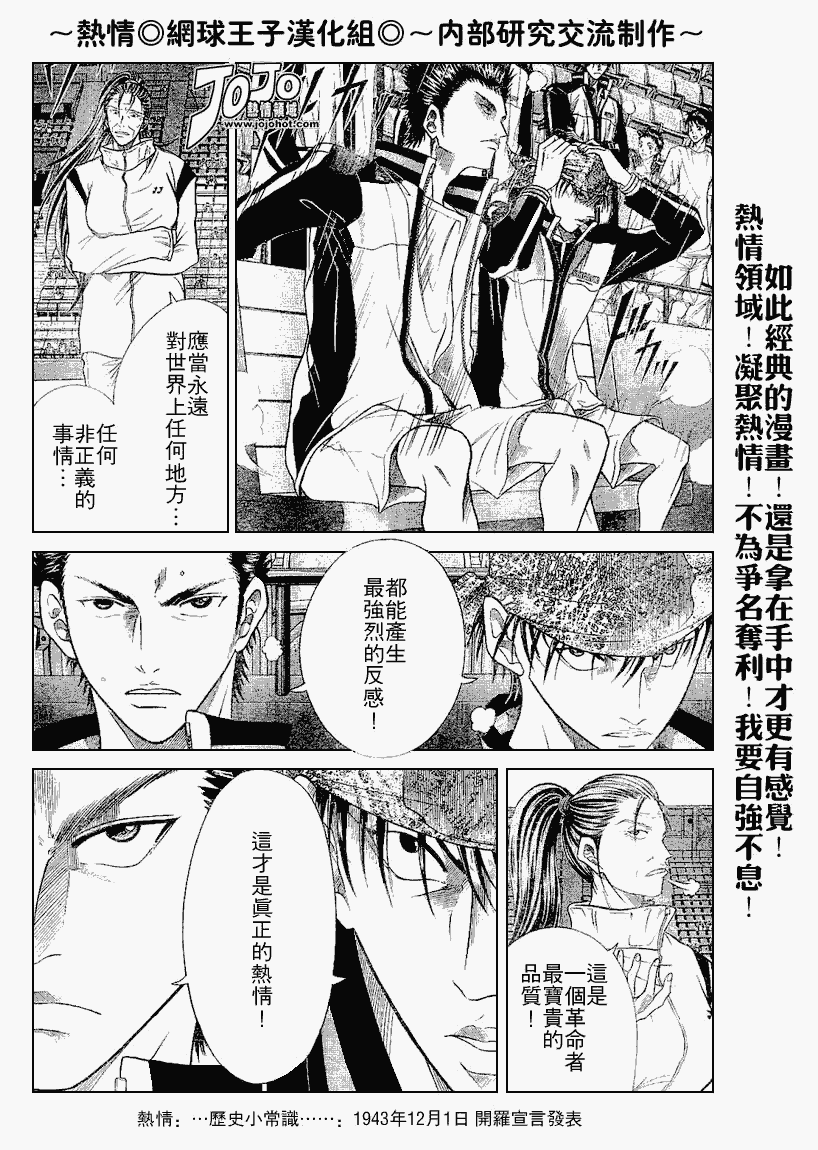 ～熱情◎網球王子漢化組◎～内部研究交流制作～
JOJO
熱情領域
www.jojohot.com
應當永遠
對世界上任何地方…
任何
非正義的
事情…
都能產生
最強烈的反感！
這是
一個革命者
最寶貴的
品質！
這才是眞正的熱情！
如此經典的漫畫！還是拿在手中才更有感覺！
熱情領域！凝聚熱情！不為爭名奪利！我要自強不息！
熱情：…歷史小常識……：1943年12月1日 開羅宣言發表